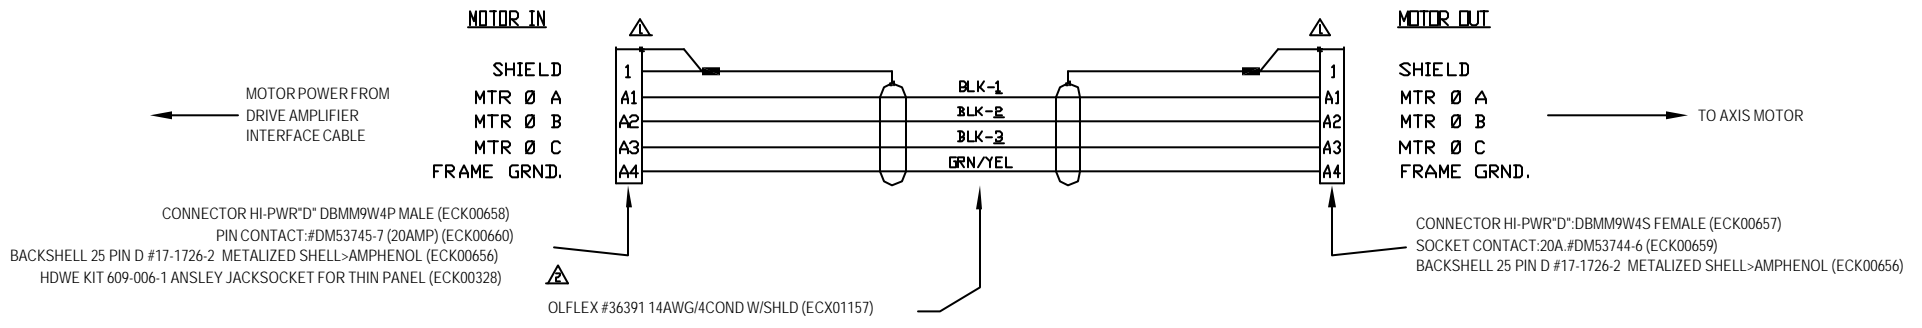 MOTOR IN
MOTOR OUT
1
1
SHIELD
1
1
SHIELD
MOTOR POWER FROM
DRIVE AMPLIFIER
INTERFACE CABLE
MTR Ø A
A1
BLK-1
A1
MTR Ø A
MTR Ø B
A2
BLK-2
A2
MTR Ø B
TO AXIS MOTOR
MTR Ø C
A3
BLK-3
A3
MTR Ø C
FRAME GRND.
A4
GRN/YEL
A4
FRAME GRND.
CONNECTOR HI-PWR"D" DBMM9W4P MALE (ECK00658)
PIN CONTACT:#DM53745-7 (20AMP) (ECK00660)
BACKSHELL 25 PIN D #17-1726-2 METALIZED SHELL>AMPHENOL (ECK00656)
HDWE KIT 609-006-1 ANSLEY JACKSOCKET FOR THIN PANEL (ECK00328)
2
OLFLEX #36391 14AWG/4COND W/SHLD (ECX01157)
CONNECTOR HI-PWR"D":DBMM9W4S FEMALE (ECK00657)
SOCKET CONTACT:20A.#DM53744-6 (ECK00659)
BACKSHELL 25 PIN D #17-1726-2 METALIZED SHELL>AMPHENOL (ECK00656)